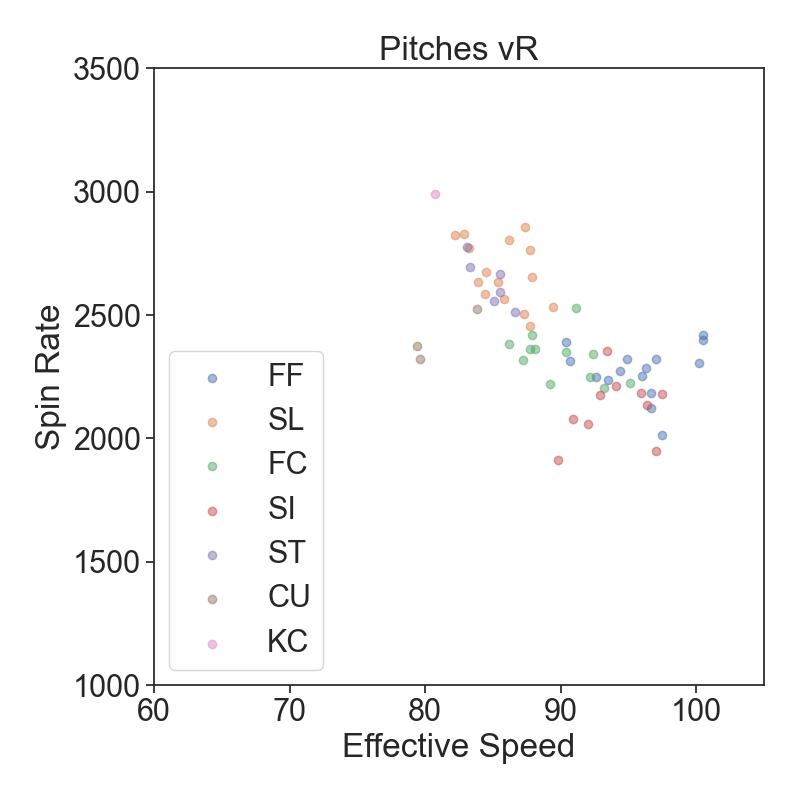 Pitches vR
3500
3000
2500
2000
1500
1000
Spin Rate
FF
SL
FC
SI
ST
CU
KC
60 70 80 90 100
Effective Speed